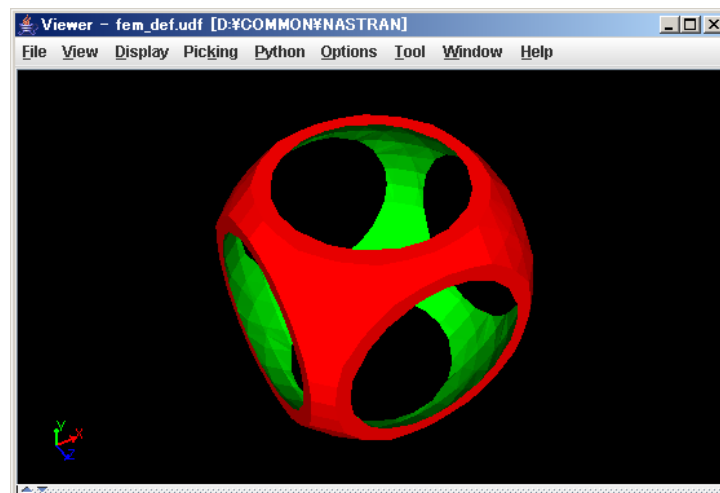 Viewer - fem_def.udf [D:¥COMMON¥NASTRAN]
File View Display Picking Python Options Tool Window Help
Y
X
Z